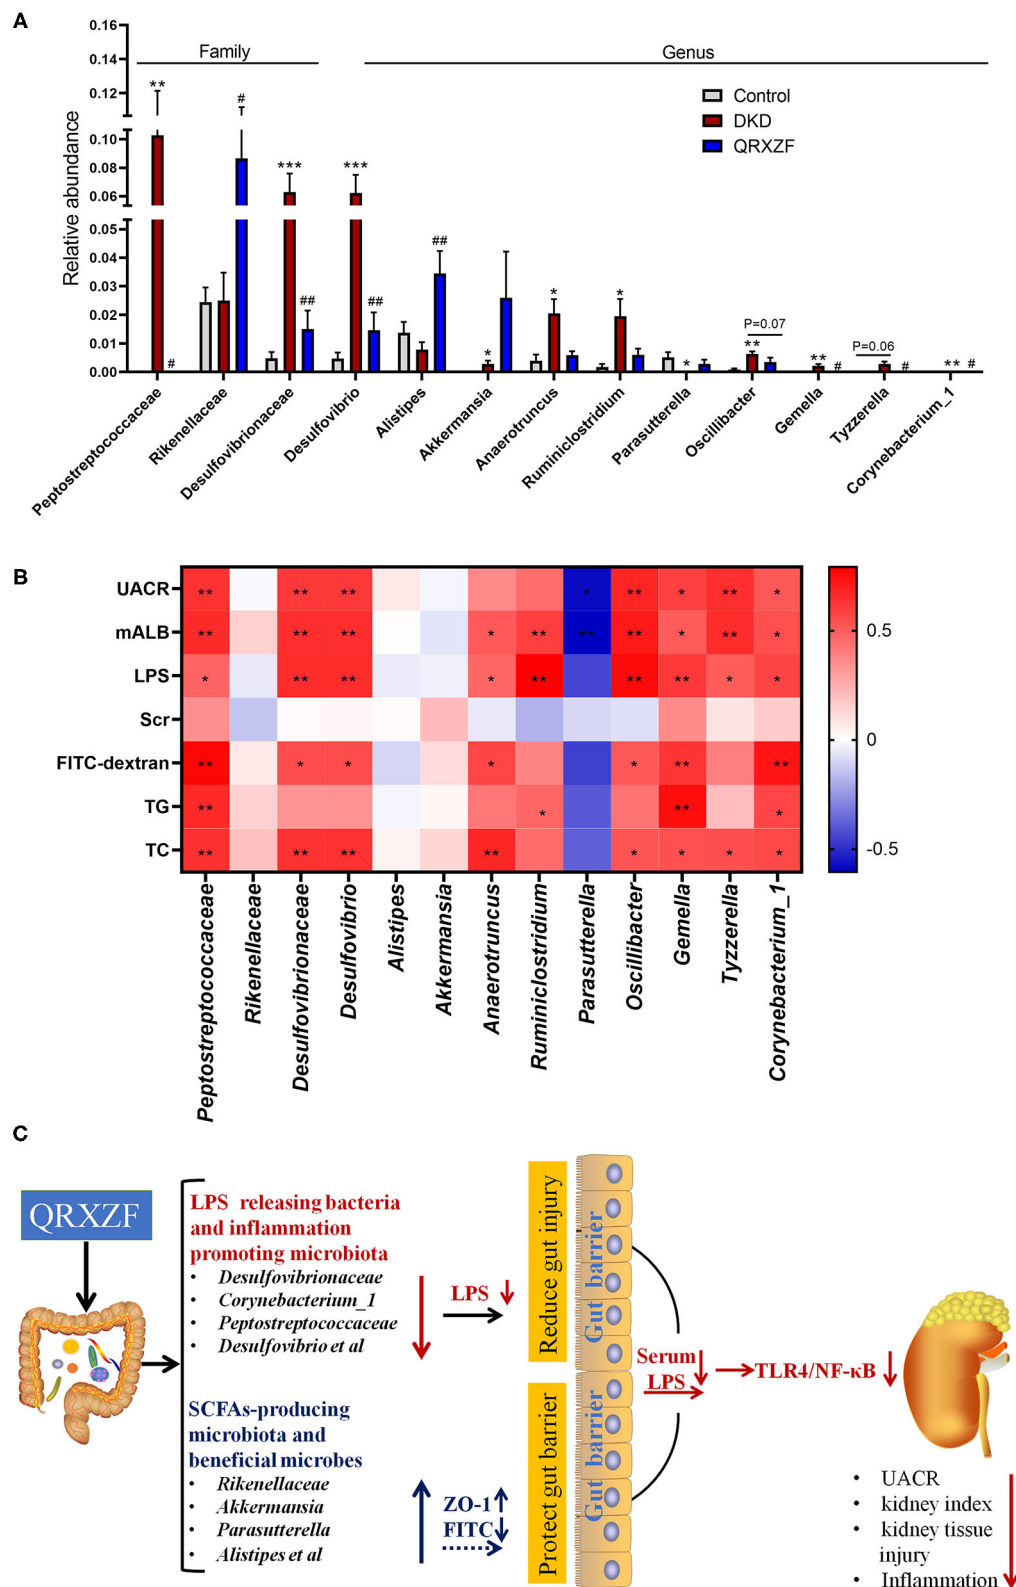 A
0.16
0.14
0.12
0.10
0.08
0.06
0.05
0.04
0.03
0.02
0.01
0.00
Relative abundance
Family
Genus
Control
DKD
QRXZF
**
#
#
***
##
***
##
##
*
*
*
*
P=0.07
**
**
#
P=0.06
#
**
#
Peptostreptococcaceae
Rikenellaceae
Desulfovibrionaceae
Desulfovibrio
Alistipes
Akkermansia
Anaerotruncus
Ruminiclostridium
Parasutterella
Oscillibacter
Gemella
Tyzzerella
Corynebacterium_1
B
UACR ** ** ** * ** * ** *
mALB ** ** ** * ** ** ** * ** *
LPS * ** ** * ** ** ** * *
Scr
FITC-dextran ** * * * * ** **
TG ** * ** *
TC ** ** ** ** * * * *
0.5
0
-0.5
Peptostreptococcaceae
Rikenellaceae
Desulfovibrionaceae
Desulfovibrio
Alistipes
Akkermansia
Anaerotruncus
Ruminiclostridium
Parasutterella
Oscillibacter
Gemella
Tyzzerella
Corynebacterium_1
C
QRXZF
LPS releasing bacteria
and inflammation
promoting microbiota
• Desulfovibrionaceae
• Corynebacterium_1
• Peptostreptococcaceae
• Desulfovibrio et al
SCFAs-producing
microbiota and
beneficial microbes
• Rikenellaceae
• Akkermansia
• Parasutterella
• Alistipes et al
LPS
ZO-1
FITC
Reduce gut injury
Protect gut barrier
Gut barrier
Gut barrier
Serum
LPS
TLR4/NF-κB
• UACR
• kidney index
• kidney tissue
injury
• Inflammation